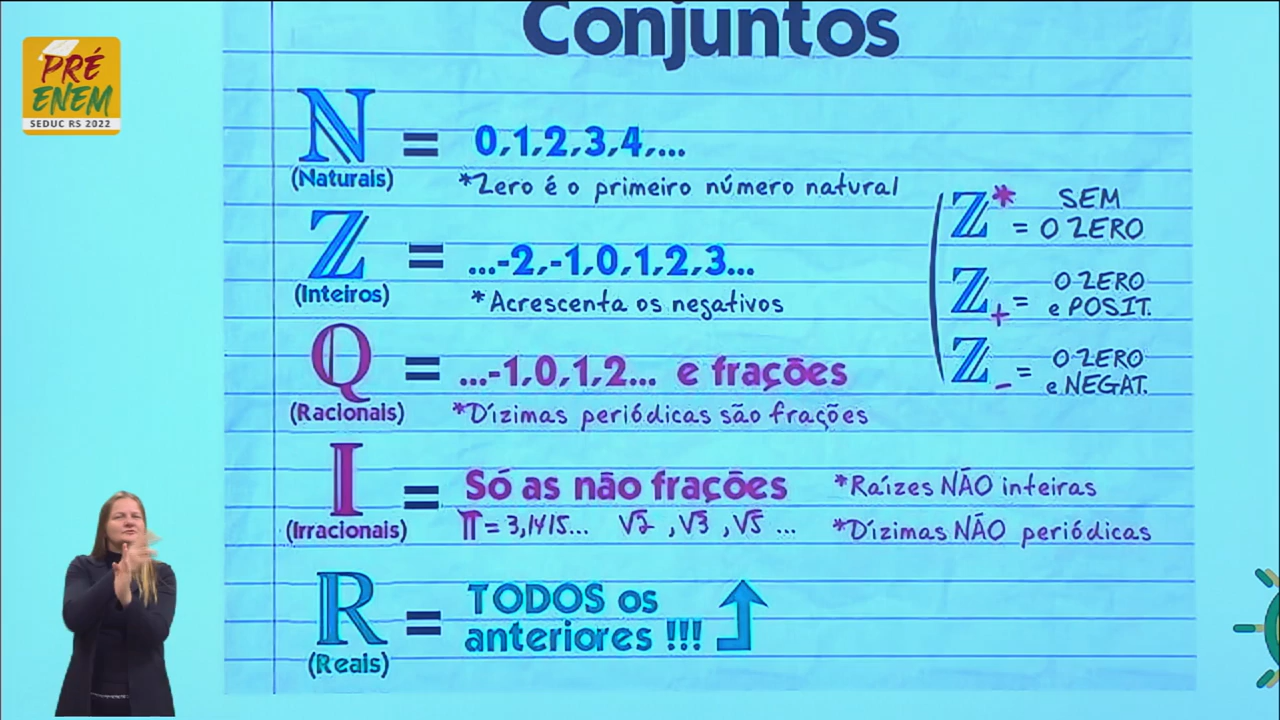 Conjuntos
PRÉ
ENEM
SEDUC RS 2022
N = 0,1,2,3,4,...
(Naturais) *Zero é o primeiro número natural
Z = ...-2,-1,0,1,2,3...
(Inteiros) *Acrescenta os negativos
Z* = SEM
O ZERO
Z+ = O ZERO
e POSIT.
Z- = O ZERO
e NEGAT.
Q = ...-1,0,1,2... e frações
(Racionais) *Dízimas periódicas são frações
I = Só as não frações *Raízes NÃO inteiras
(Irracionais) π = 3,1415... √2 , √3 , √5 ... *Dízimas NÃO periódicas
R = TODOS os
anteriores !!!
(Reais)